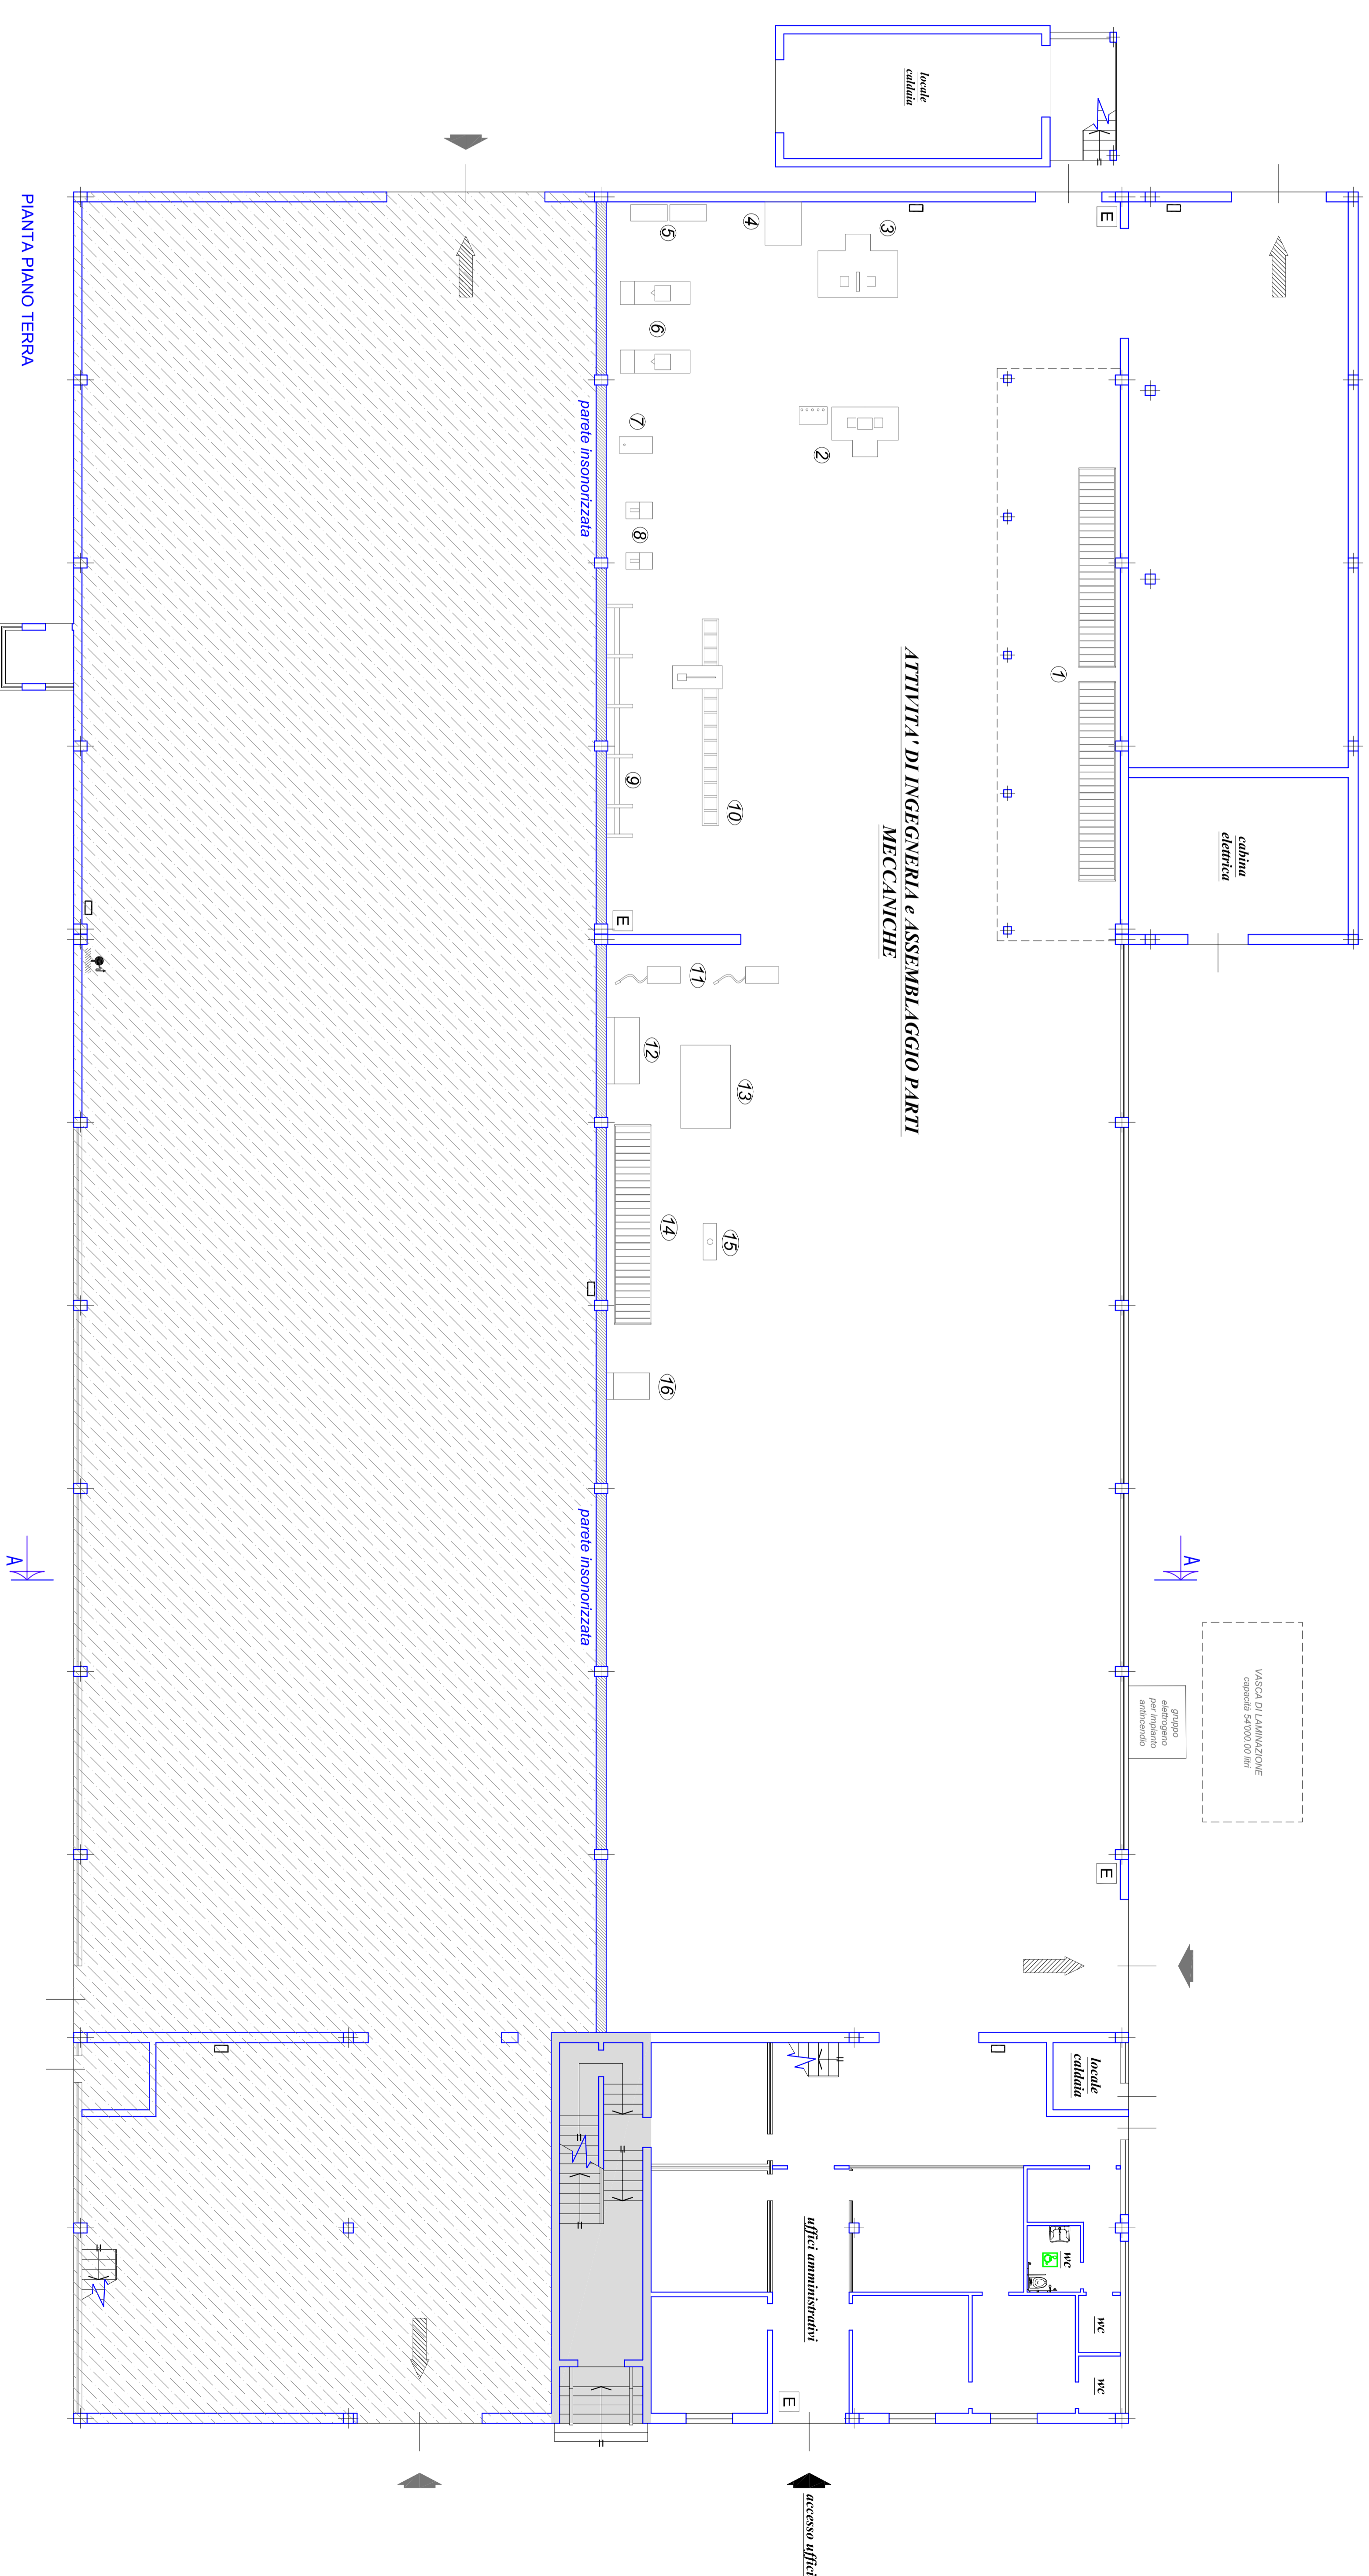 locale
caldaia
E
5
4
3
6
7
2
8
parete insonorizzata
1
ATTIVITA' DI INGEGNERIA e ASSEMBLAGGIO PARTI
MECCANICHE
9
10
cabina
elettrica
E
11
12
13
14
15
16
parete insonorizzata
A
A
VASCA DI LAMINAZIONE
capacità 54'000.00 litri
gruppo
elettrogeno
per impianto
antincendio
E
locale
caldaia
uffici amministrativi
wc
wc
wc
E
accesso uffici
PIANTA PIANO TERRA